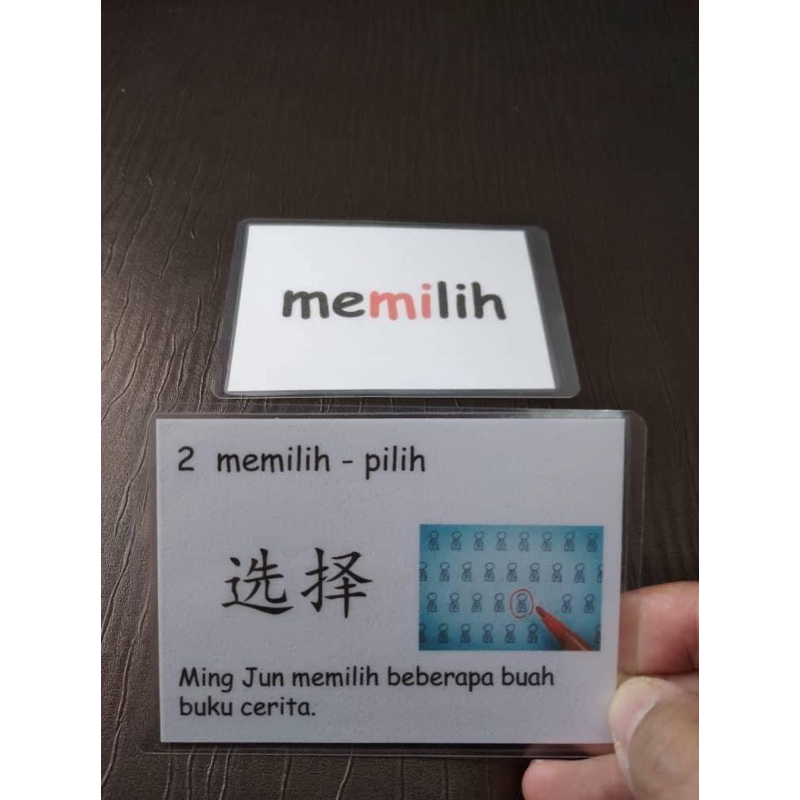 memilih
2 memilih - pilih
选择
Ming Jun memilih beberapa buah
buku cerita.